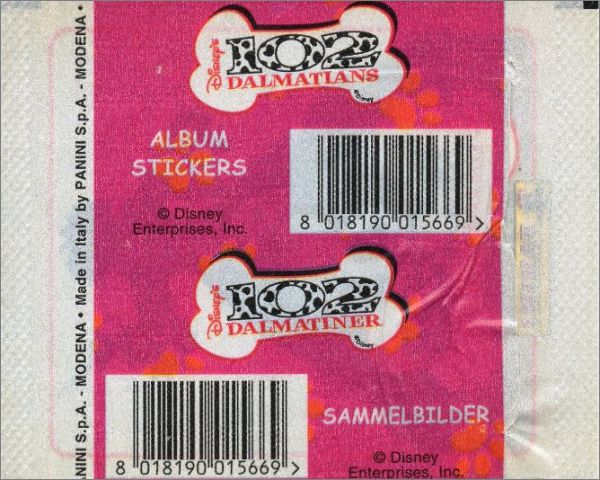 Made in Italy by PANINI S.p.A. - MODENA •
PANINI S.p.A. - MODENA •
Disney's
102
DALMATIANS
©Disney
ALBUM
STICKERS
© Disney
Enterprises, Inc.
8 018190 015669 >
Disney's
102
DALMATINER
©Disney
8 018190 015669 >
SAMMELBILDER
© Disney
Enterprises, Inc.